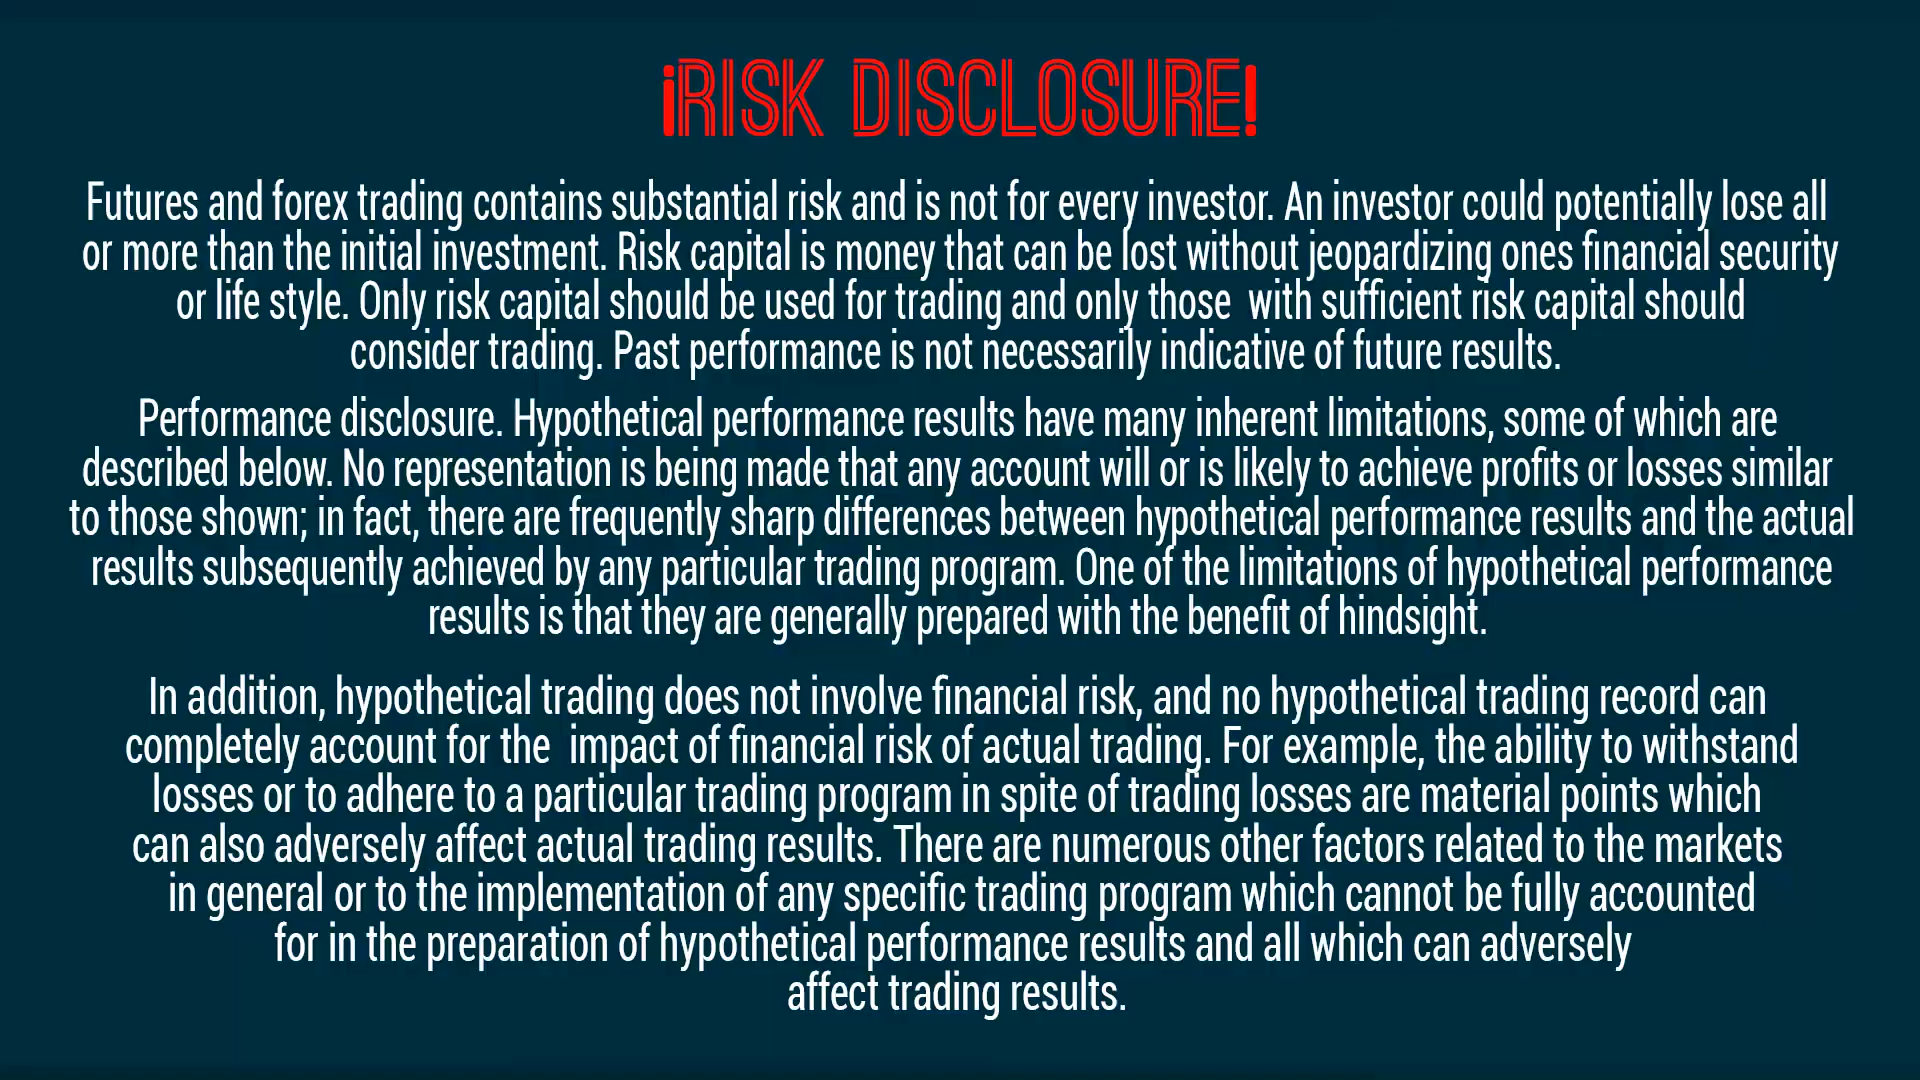 ¡RISK DISCLOSURE!
Futures and forex trading contains substantial risk and is not for every investor. An investor could potentially lose all
or more than the initial investment. Risk capital is money that can be lost without jeopardizing ones financial security
or life style. Only risk capital should be used for trading and only those  with sufficient risk capital should
consider trading. Past performance is not necessarily indicative of future results.
Performance disclosure. Hypothetical performance results have many inherent limitations, some of which are
described below. No representation is being made that any account will or is likely to achieve profits or losses similar
to those shown; in fact, there are frequently sharp differences between hypothetical performance results and the actual
results subsequently achieved by any particular trading program. One of the limitations of hypothetical performance
results is that they are generally prepared with the benefit of hindsight.
In addition, hypothetical trading does not involve financial risk, and no hypothetical trading record can
completely account for the  impact of financial risk of actual trading. For example, the ability to withstand
losses or to adhere to a particular trading program in spite of trading losses are material points which
can also adversely affect actual trading results. There are numerous other factors related to the markets
in general or to the implementation of any specific trading program which cannot be fully accounted
for in the preparation of hypothetical performance results and all which can adversely
affect trading results.